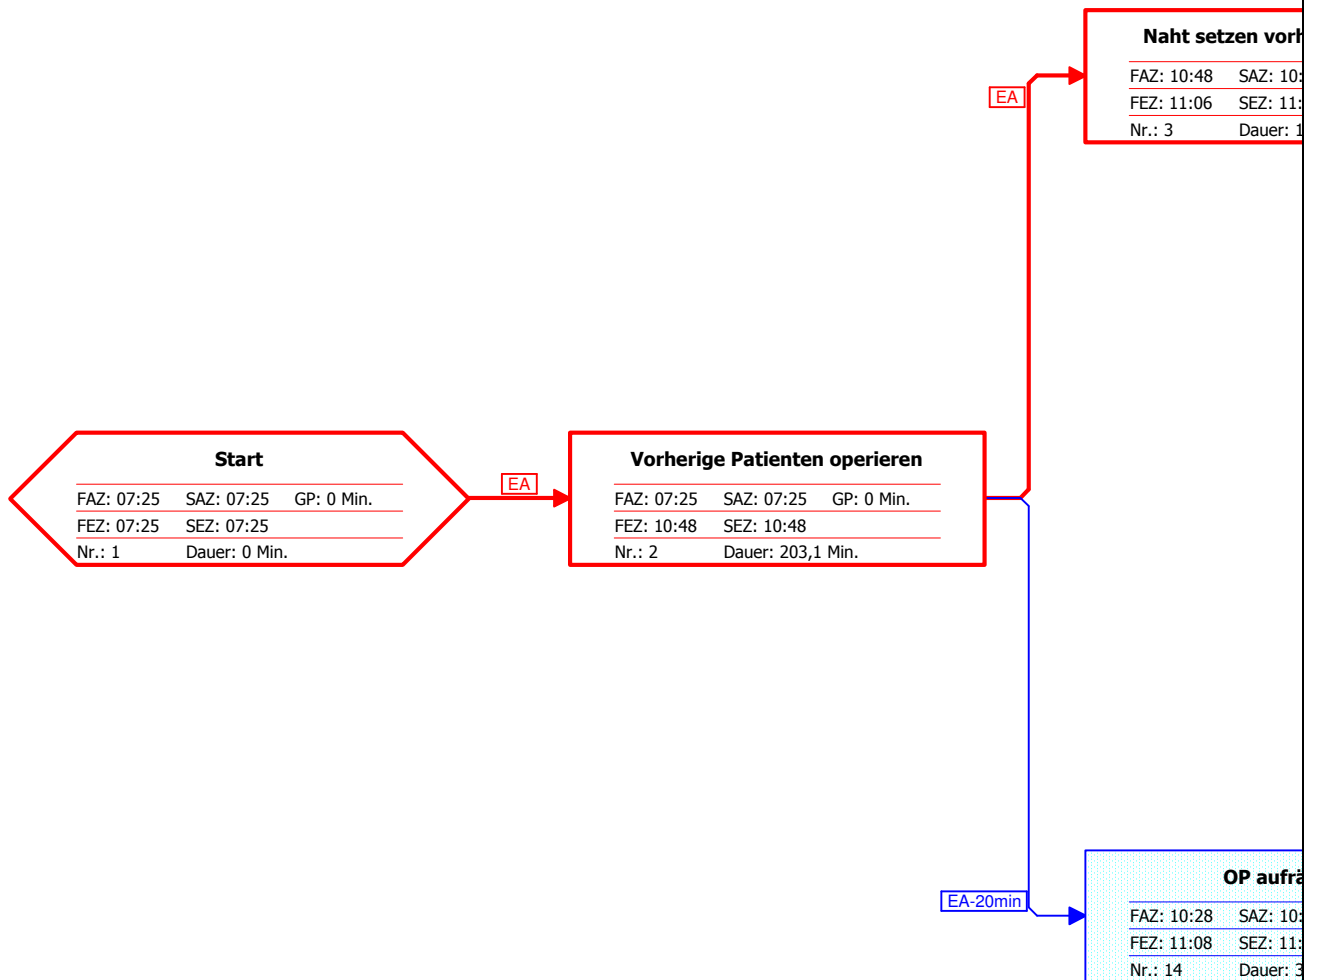 Naht setzen vorh
FAZ: 10:48 SAZ: 10:
FEZ: 11:06 SEZ: 11:
Nr.: 3 Dauer: 1
EA
Start
FAZ: 07:25 SAZ: 07:25 GP: 0 Min.
FEZ: 07:25 SEZ: 07:25
Nr.: 1 Dauer: 0 Min.
EA
Vorherige Patienten operieren
FAZ: 07:25 SAZ: 07:25 GP: 0 Min.
FEZ: 10:48 SEZ: 10:48
Nr.: 2 Dauer: 203,1 Min.
EA-20min
OP aufrä
FAZ: 10:28 SAZ: 10:
FEZ: 11:08 SEZ: 11:
Nr.: 14 Dauer: 3